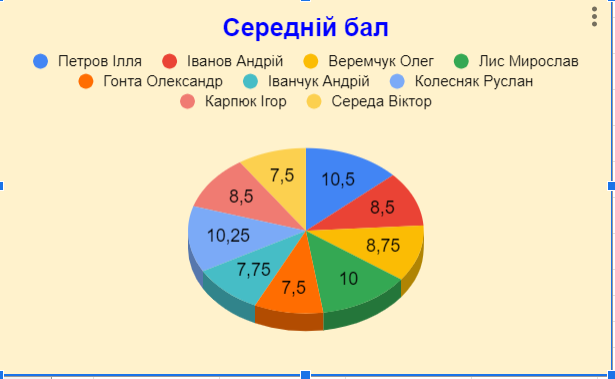 Середній бал
Петров Ілля Іванов Андрій Веремчук Олег Лис Мирослав
Гонта Олександр Іванчук Андрій Колесняк Руслан
Карпюк Ігор Середа Віктор
7,5 10,5
8,5 8,5
10,25 8,75
7,75 10
7,5